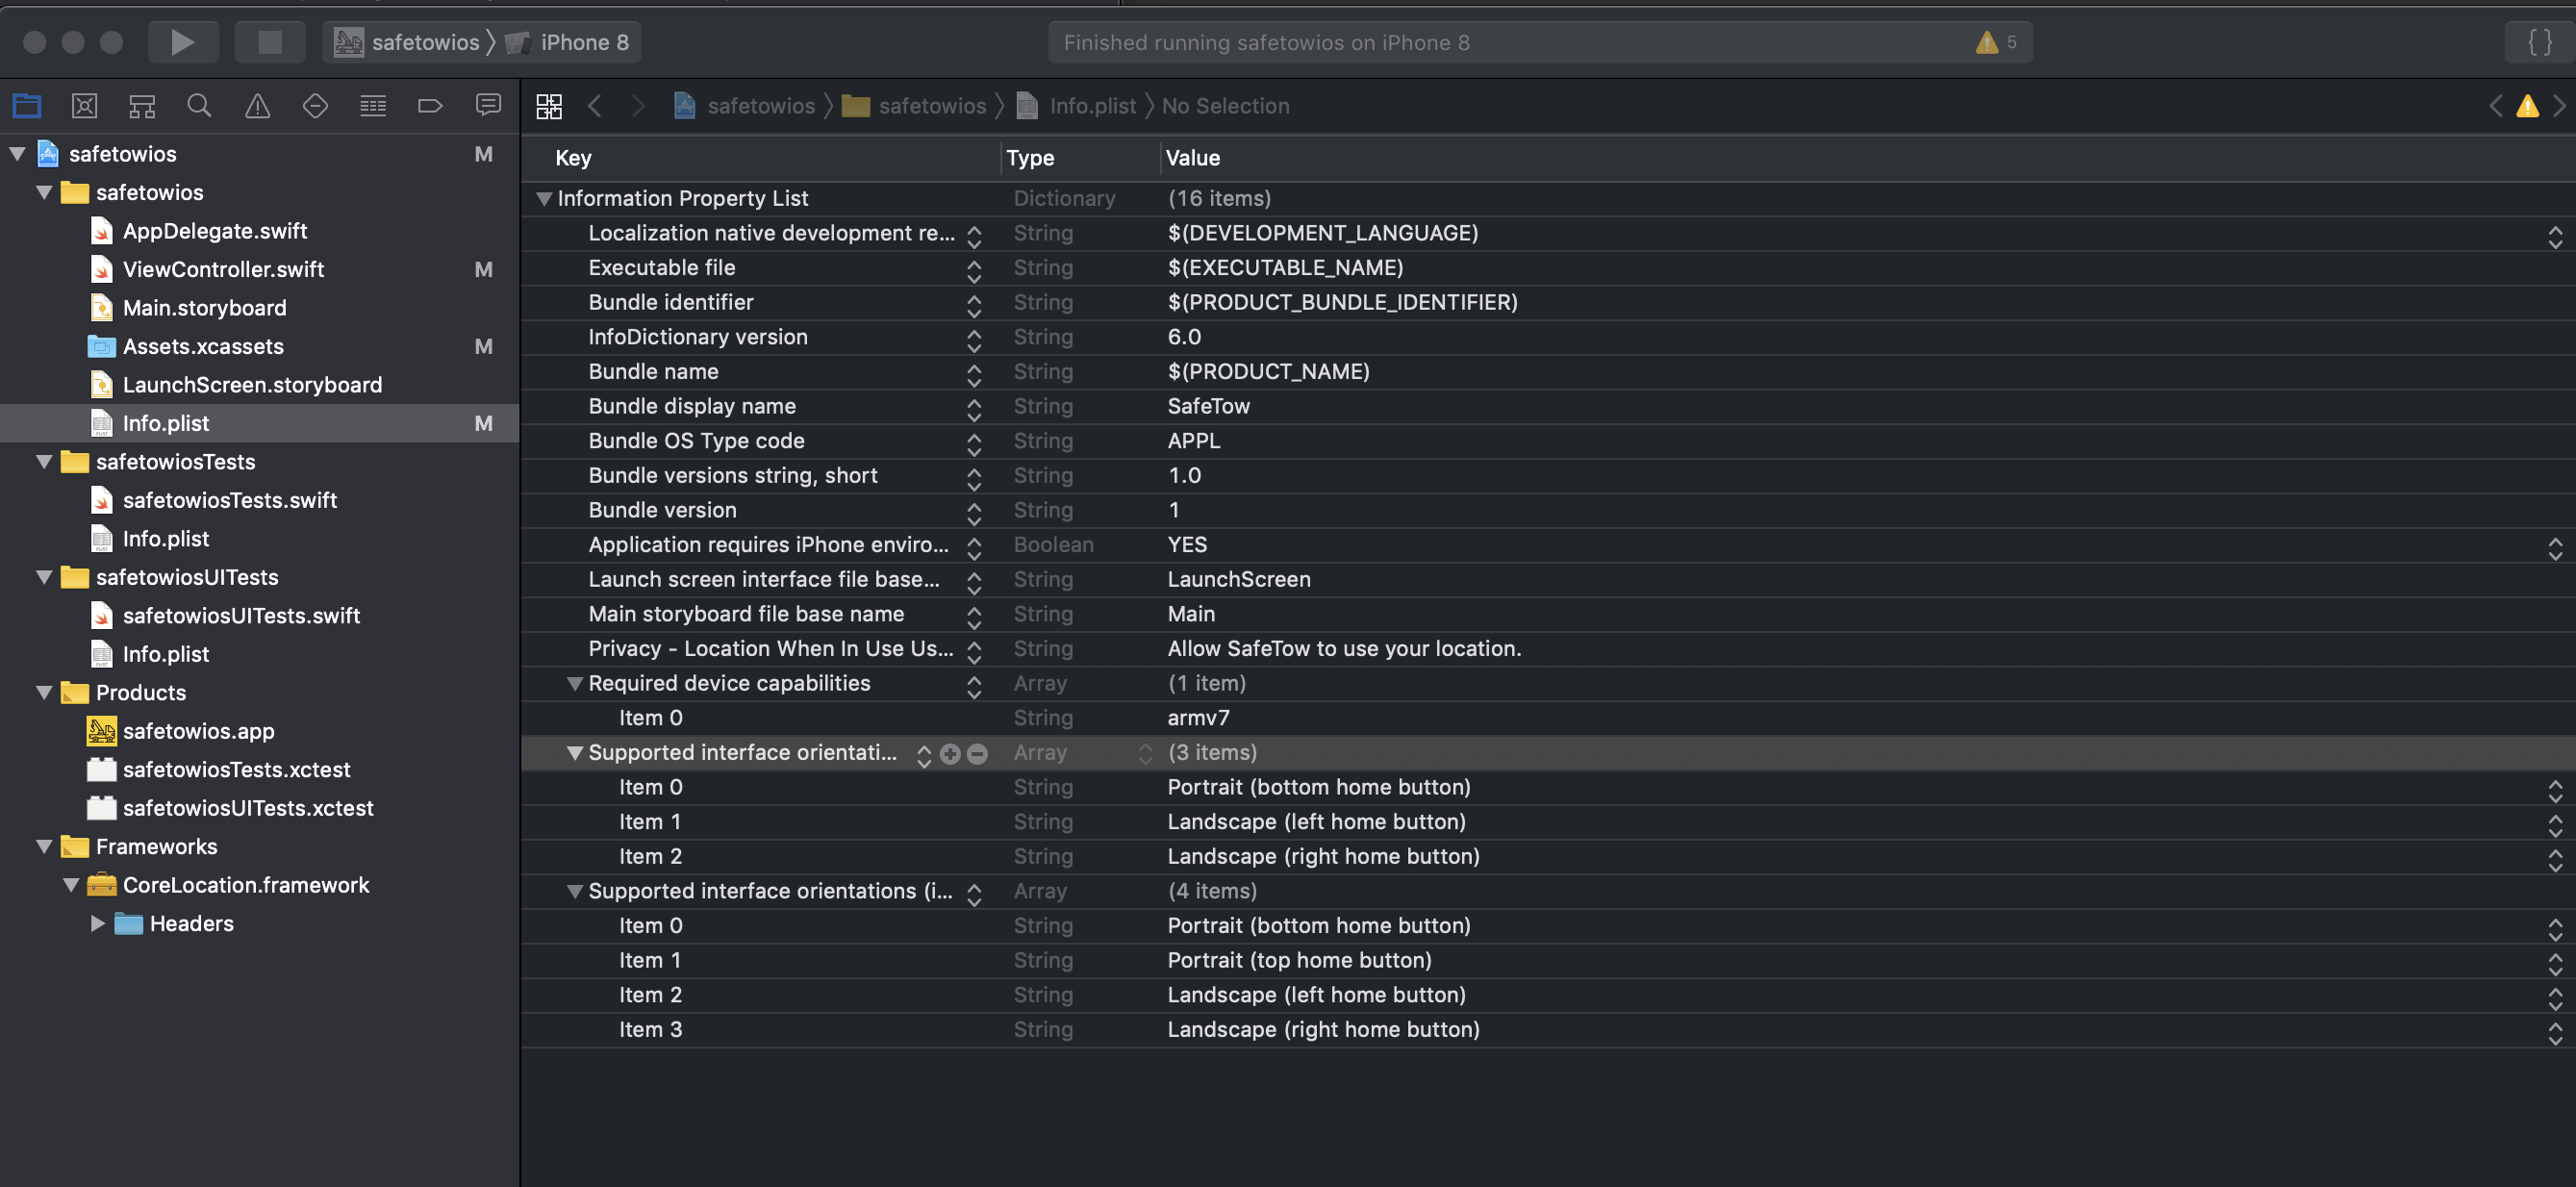 safetowios
iPhone 8
Finished running safetowios on iPhone 8
5
{ }
safetowios
safetowios
Info.plist
No Selection
safetowios M
safetowios
AppDelegate.swift
ViewController.swift M
Main.storyboard
Assets.xcassets M
LaunchScreen.storyboard
Info.plist M
safetowiosTests
safetowiosTests.swift
Info.plist
safetowiosUITests
safetowiosUITests.swift
Info.plist
Products
safetowios.app
safetowiosTests.xctest
safetowiosUITests.xctest
Frameworks
CoreLocation.framework
Headers
Key Type Value
Information Property List Dictionary (16 items)
Localization native development re... String $(DEVELOPMENT_LANGUAGE)
Executable file String $(EXECUTABLE_NAME)
Bundle identifier String $(PRODUCT_BUNDLE_IDENTIFIER)
InfoDictionary version String 6.0
Bundle name String $(PRODUCT_NAME)
Bundle display name String SafeTow
Bundle OS Type code String APPL
Bundle versions string, short String 1.0
Bundle version String 1
Application requires iPhone enviro... Boolean YES
Launch screen interface file base... String LaunchScreen
Main storyboard file base name String Main
Privacy - Location When In Use Us... String Allow SafeTow to use your location.
Required device capabilities Array (1 item)
Item 0 String armv7
Supported interface orientati... Array (3 items)
Item 0 String Portrait (bottom home button)
Item 1 String Landscape (left home button)
Item 2 String Landscape (right home button)
Supported interface orientations (i... Array (4 items)
Item 0 String Portrait (bottom home button)
Item 1 String Portrait (top home button)
Item 2 String Landscape (left home button)
Item 3 String Landscape (right home button)